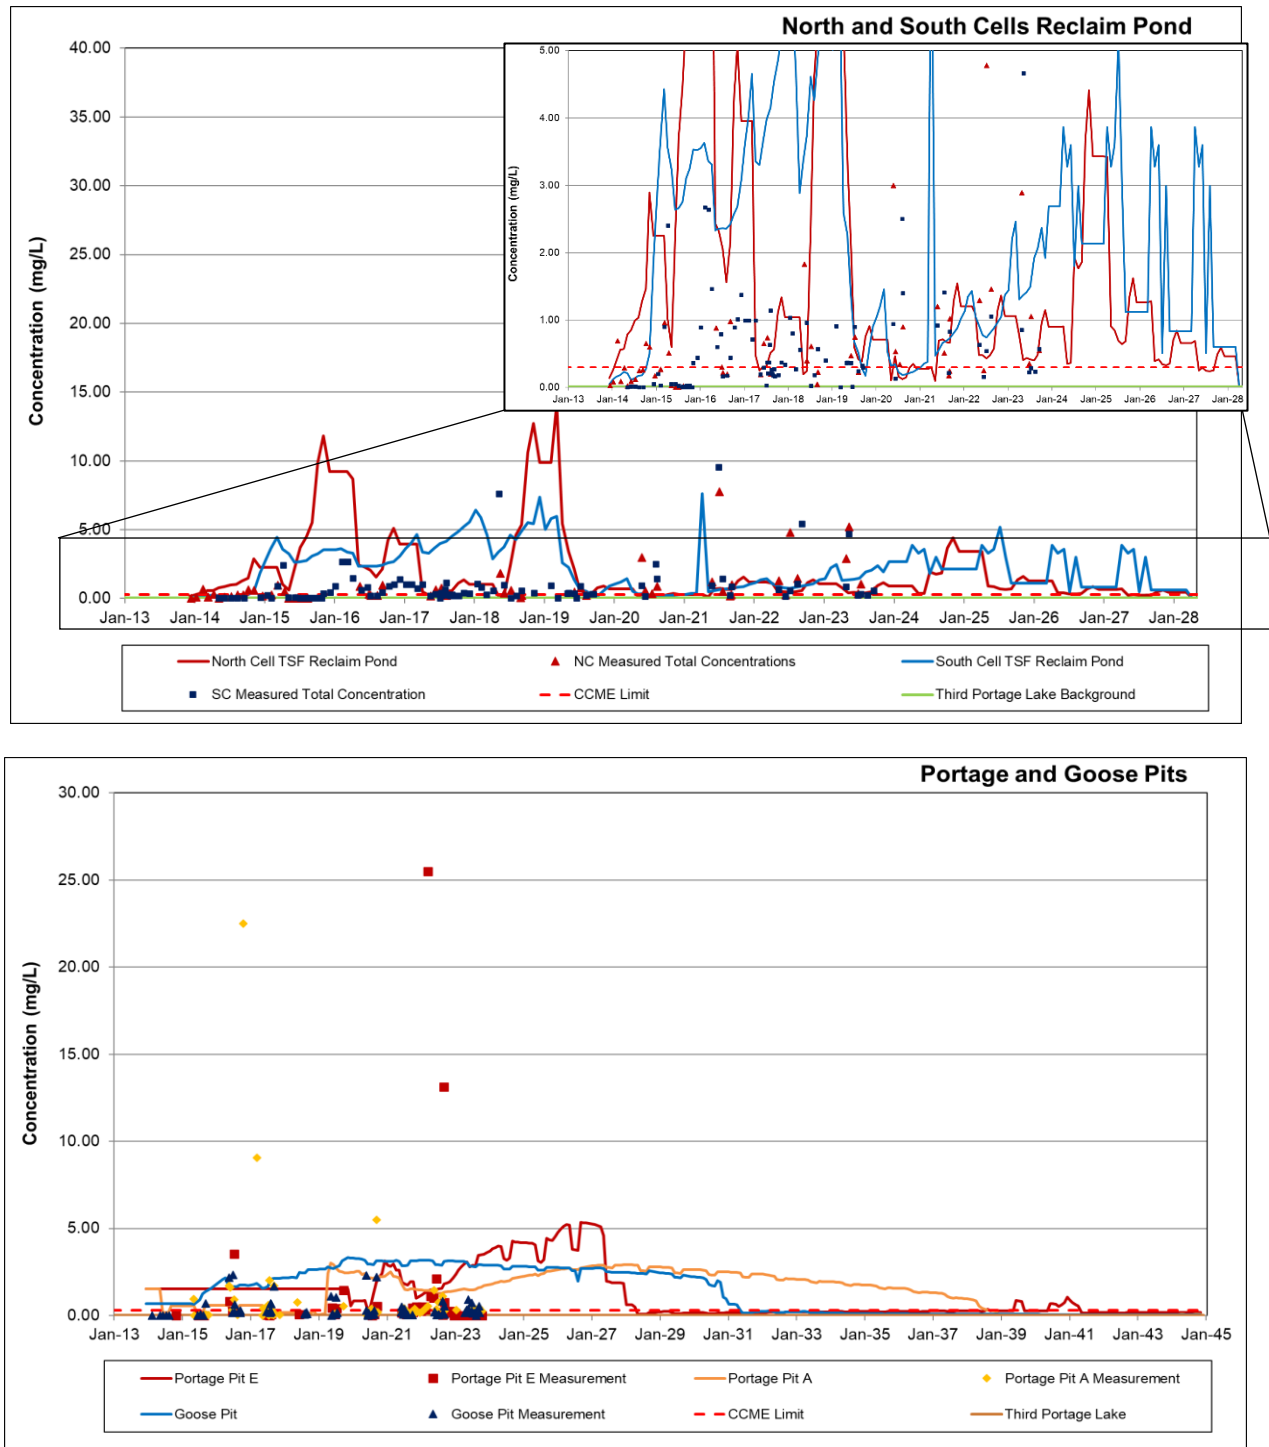 North and South Cells Reclaim Pond
40.00
35.00
30.00
25.00
20.00
15.00
10.00
5.00
0.00
Concentration (mg/L)
Jan-13 Jan-14 Jan-15 Jan-16 Jan-17 Jan-18 Jan-19 Jan-20 Jan-21 Jan-22 Jan-23 Jan-24 Jan-25 Jan-26 Jan-27 Jan-28
5.00
4.00
3.00
2.00
1.00
0.00
Concentration (mg/L)
Jan-13 Jan-14 Jan-15 Jan-16 Jan-17 Jan-18 Jan-19 Jan-20 Jan-21 Jan-22 Jan-23 Jan-24 Jan-25 Jan-26 Jan-27 Jan-28
North Cell TSF Reclaim Pond NC Measured Total Concentrations South Cell TSF Reclaim Pond
SC Measured Total Concentration CCME Limit Third Portage Lake Background
Portage and Goose Pits
30.00
25.00
20.00
15.00
10.00
5.00
0.00
Concentration (mg/L)
Jan-13 Jan-15 Jan-17 Jan-19 Jan-21 Jan-23 Jan-25 Jan-27 Jan-29 Jan-31 Jan-33 Jan-35 Jan-37 Jan-39 Jan-41 Jan-43 Jan-45
Portage Pit E Portage Pit E Measurement Portage Pit A Portage Pit A Measurement
Goose Pit Goose Pit Measurement CCME Limit Third Portage Lake